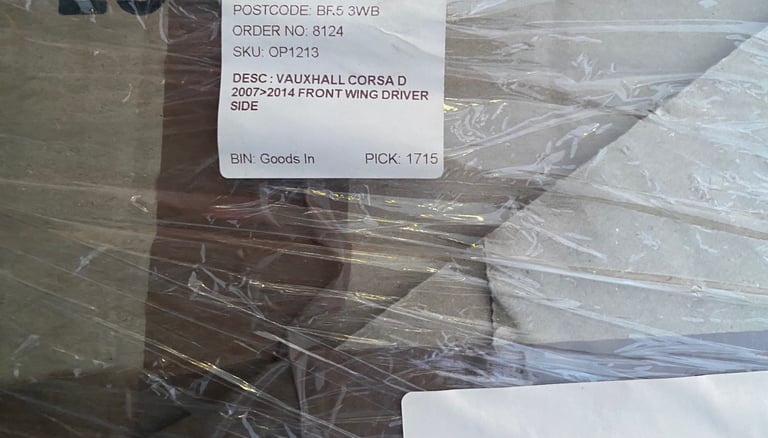 POSTCODE: BF.5 3WB
ORDER NO: 8124
SKU: OP1213
DESC : VAUXHALL CORSA D
2007>2014 FRONT WING DRIVER
SIDE
BIN: Goods In PICK: 1715